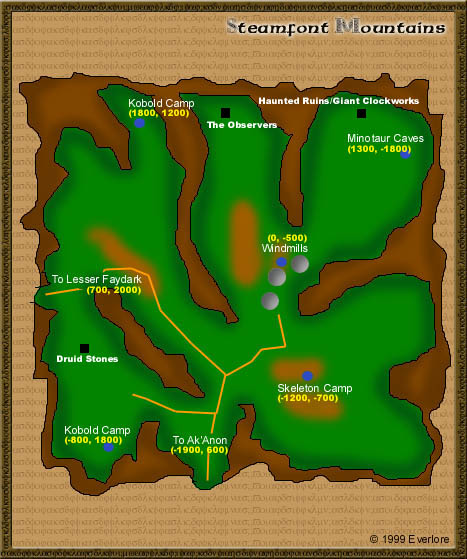 Steamfont Mountains
Kobold Camp
(1800, 1200)
The Observers
Haunted Ruins/Giant Clockworks
Minotaur Caves
(1300, -1800)
(0, -500)
Windmills
To Lesser Faydark
(700, 2000)
Druid Stones
Skeleton Camp
(-1200, -700)
Kobold Camp
(-800, 1800)
To Ak'Anon
(-1900, 600)
© 1999 Everlore